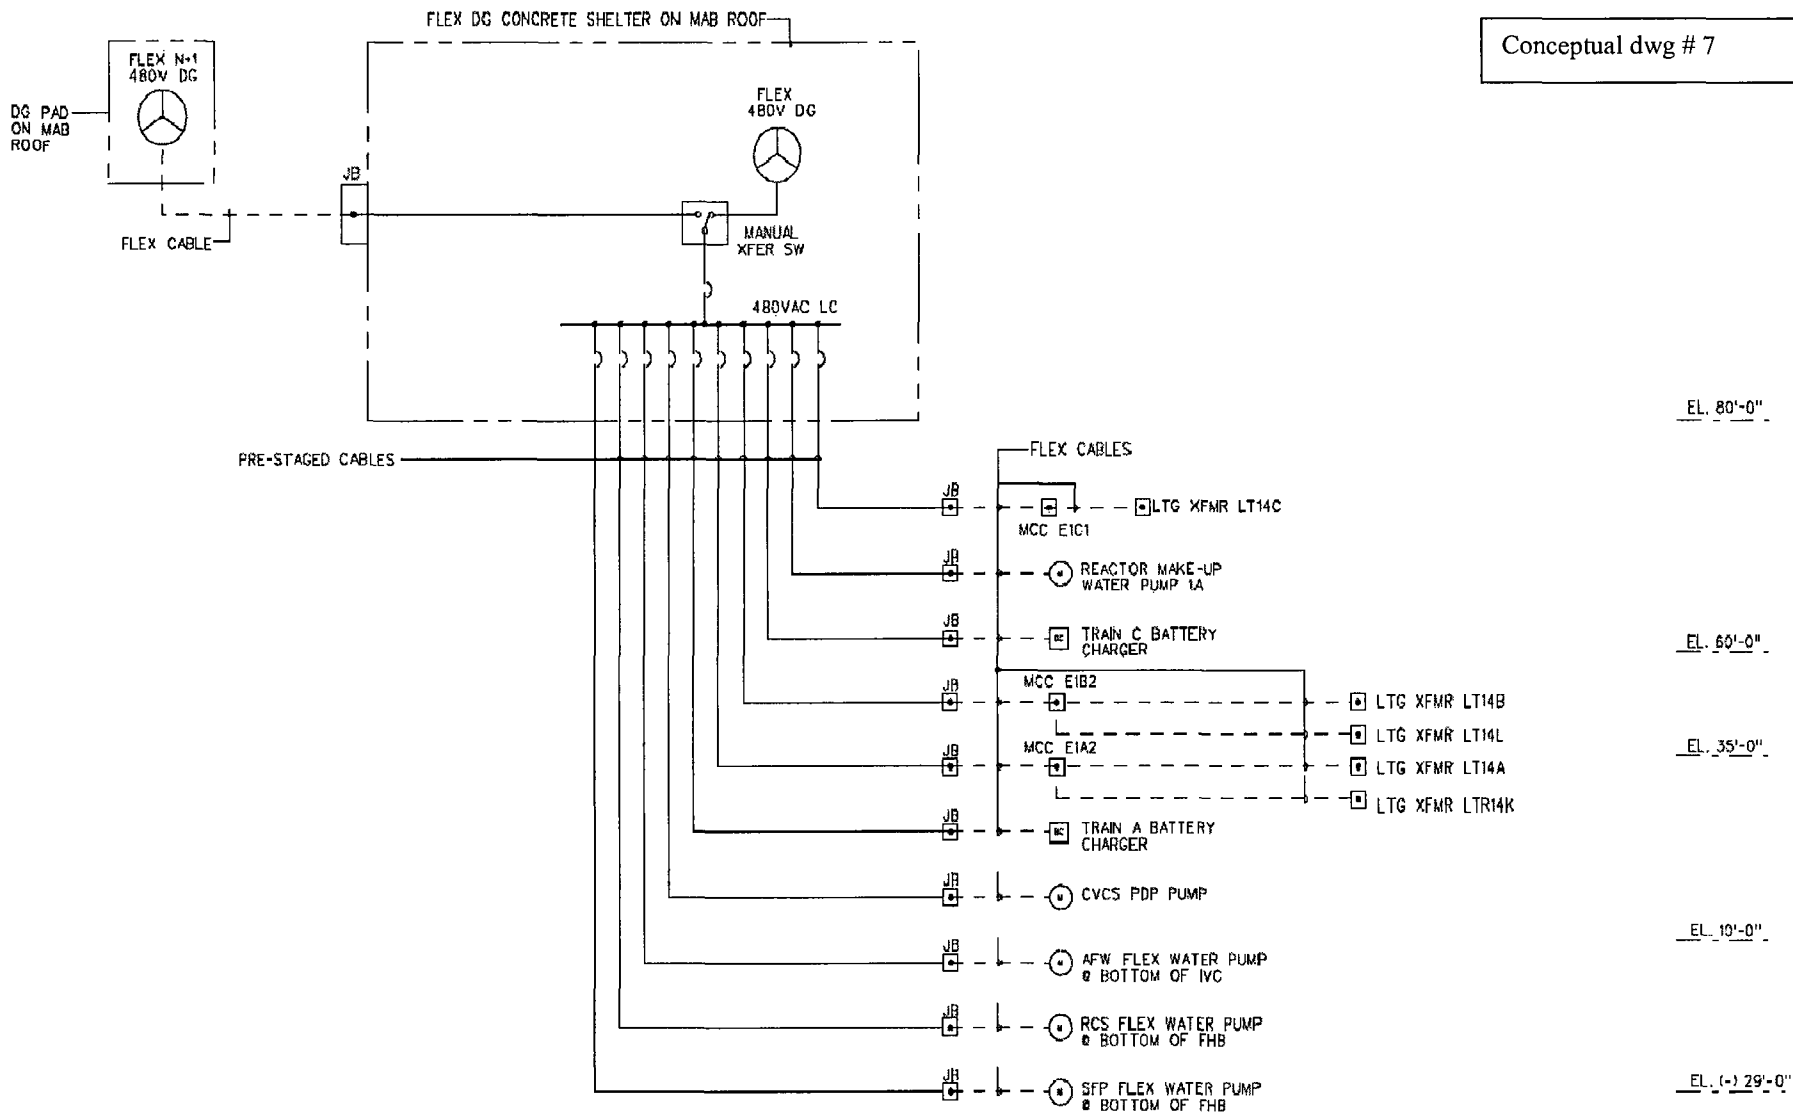 FLEX DG CONCRETE SHELTER ON MAB ROOF
Conceptual dwg # 7
FLEX N+1
480V DG
DG PAD
ON MAB
ROOF
FLEX
480V DG
JB
FLEX CABLE
MANUAL
XFER SW
480VAC LC
EL. 80'-0"
PRE-STAGED CABLES
FLEX CABLES
JB
LTG XFMR LT14C
MCC E1C1
JB
REACTOR MAKE-UP
WATER PUMP 1A
JB
TRAIN C BATTERY
CHARGER
BC
EL. 60'-0"
JB
MCC E1B2
LTG XFMR LT14B
LTG XFMR LT14L
EL. 35'-0"
JB
MCC E1A2
LTG XFMR LT14A
LTG XFMR LTR14K
JB
BC
TRAIN A BATTERY
CHARGER
JB
M
CVCS PDP PUMP
EL. 10'-0"
JB
M
AFW FLEX WATER PUMP
@ BOTTOM OF IVC
JB
M
RCS FLEX WATER PUMP
@ BOTTOM OF FHB
JB
M
SFP FLEX WATER PUMP
@ BOTTOM OF FHB
EL. (-) 29'-0"